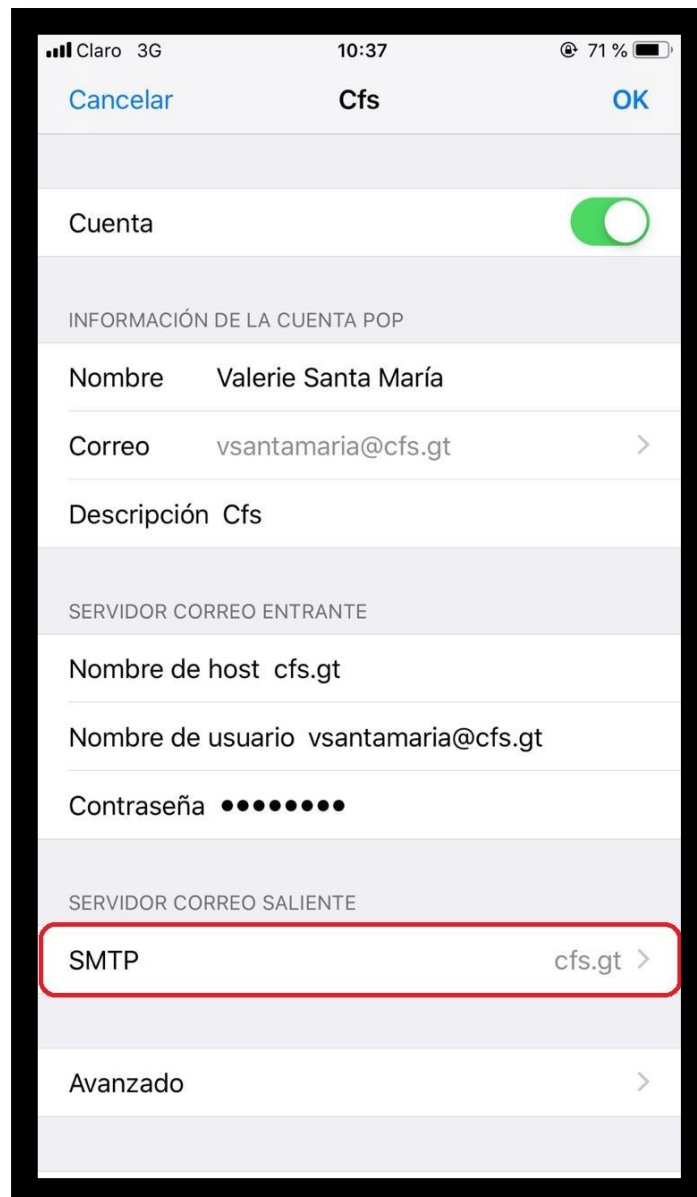 Claro 3G 10:37 71 %
Cancelar Cfs OK
Cuenta
INFORMACIÓN DE LA CUENTA POP
Nombre Valerie Santa María
Correo vsantamaria@cfs.gt
Descripción Cfs
SERVIDOR CORREO ENTRANTE
Nombre de host cfs.gt
Nombre de usuario vsantamaria@cfs.gt
Contraseña ●●●●●●●●
SERVIDOR CORREO SALIENTE
SMTP cfs.gt
Avanzado